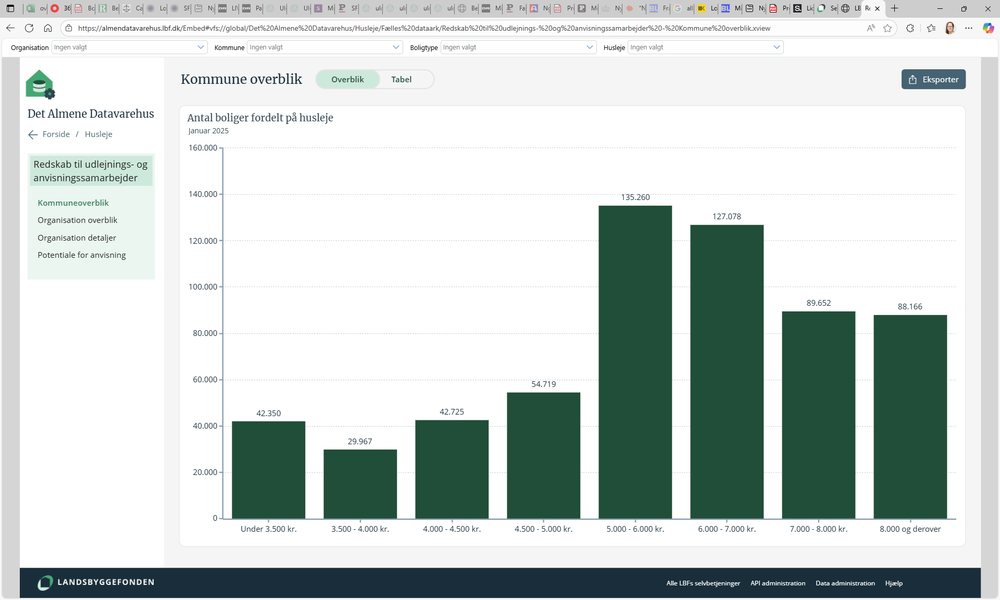 https://almendatavarehus.lbf.dk/Embed#vfs://global/Det%20Almene%20Datavarehus/Husleje/Fælles%20dataark/Redskab%20til%20udlejnings-%20og%20anvisningssamarbejder%20-%20Kommune%20overblik.xview
Organisation Ingen valgt Kommune Ingen valgt Boligtype Ingen valgt Husleje Ingen valgt
Det Almene Datavarehus
Forside / Husleje
Redskab til udlejnings- og
anvisningssamarbejder
Kommuneoverblik
Organisation overblik
Organisation detaljer
Potentiale for anvisning
Kommune overblik Overblik Tabel Eksporter
Antal boliger fordelt på husleje
Januar 2025
160.000
140.000
135.260
127.078
120.000
100.000
89.652
88.166
80.000
60.000
54.719
42.350
42.725
40.000
29.967
20.000
0
Under 3.500 kr. 3.500 - 4.000 kr. 4.000 - 4.500 kr. 4.500 - 5.000 kr. 5.000 - 6.000 kr. 6.000 - 7.000 kr. 7.000 - 8.000 kr. 8.000 og derover
LANDSBYGGEFONDEN
Alle LBFs selvbetjeninger API administration Data administration Hjælp